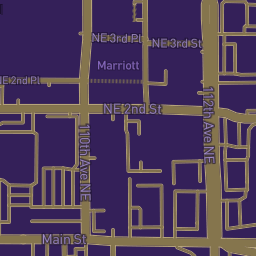 NE 3rd Pl
NE 3rd St
Marriott
NE 2nd Pl
NE 2nd St
112th Ave NE
110th Ave NE
Main St